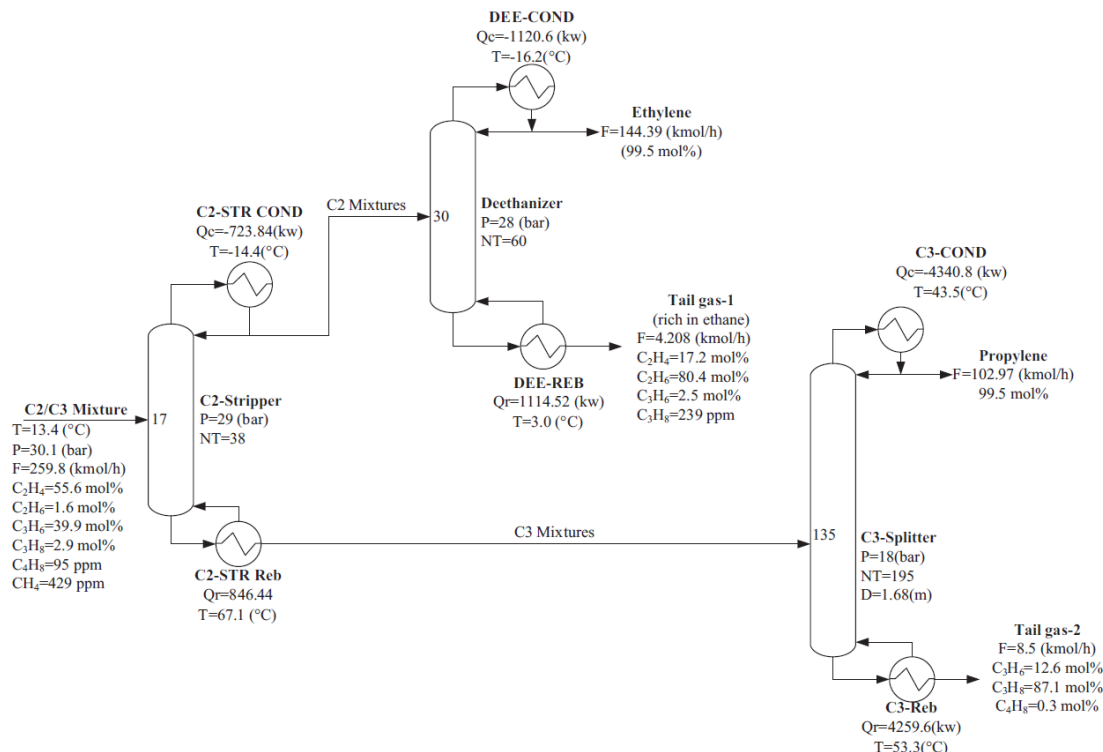 DEE-COND
Qc=-1120.6 (kw)
T=-16.2(°C)
Ethylene
F=144.39 (kmol/h)
(99.5 mol%)
C2 Mixtures
30
Deethanizer
P=28 (bar)
NT=60
C2-STR COND
Qc=-723.84(kw)
T=-14.4(°C)
C3-COND
Qc=-4340.8 (kw)
T=43.5(°C)
Tail gas-1
(rich in ethane)
F=4.208 (kmol/h)
C₂H₄=17.2 mol%
C₂H₆=80.4 mol%
C₃H₆=2.5 mol%
C₃H₈=239 ppm
DEE-REB
Qr=1114.52 (kw)
T=3.0 (°C)
Propylene
F=102.97 (kmol/h)
99.5 mol%
C2/C3 Mixture
T=13.4 (°C)
P=30.1 (bar)
F=259.8 (kmol/h)
C₂H₄=55.6 mol%
C₂H₆=1.6 mol%
C₃H₆=39.9 mol%
C₃H₈=2.9 mol%
C₄H₈=95 ppm
CH₄=429 ppm
17
C2-Stripper
P=29 (bar)
NT=38
C2-STR Reb
Qr=846.44
T=67.1 (°C)
C3 Mixtures
135
C3-Splitter
P=18(bar)
NT=195
D=1.68(m)
Tail gas-2
F=8.5 (kmol/h)
C₃H₆=12.6 mol%
C₃H₈=87.1 mol%
C₄H₈=0.3 mol%
C3-Reb
Qr=4259.6(kw)
T=53.3(°C)